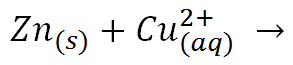 Zn(s) + Cu²⁺(aq) →